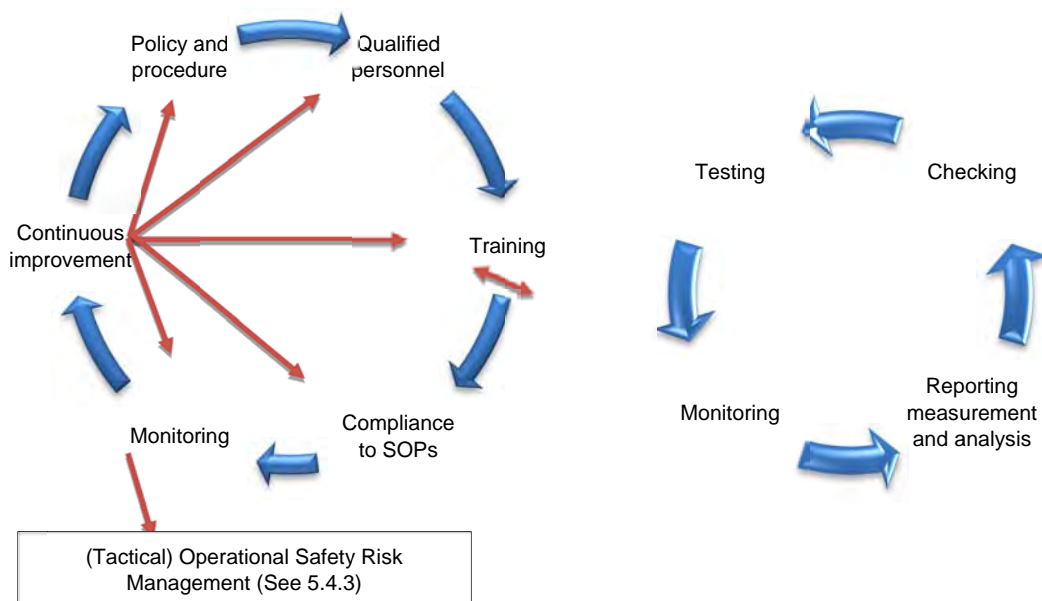 Policy and
procedure
Qualified
personnel
Continuous
improvement
Training
Monitoring
Compliance
to SOPs
(Tactical) Operational Safety Risk
Management (See 5.4.3)
Testing
Checking
Monitoring
Reporting
measurement
and analysis